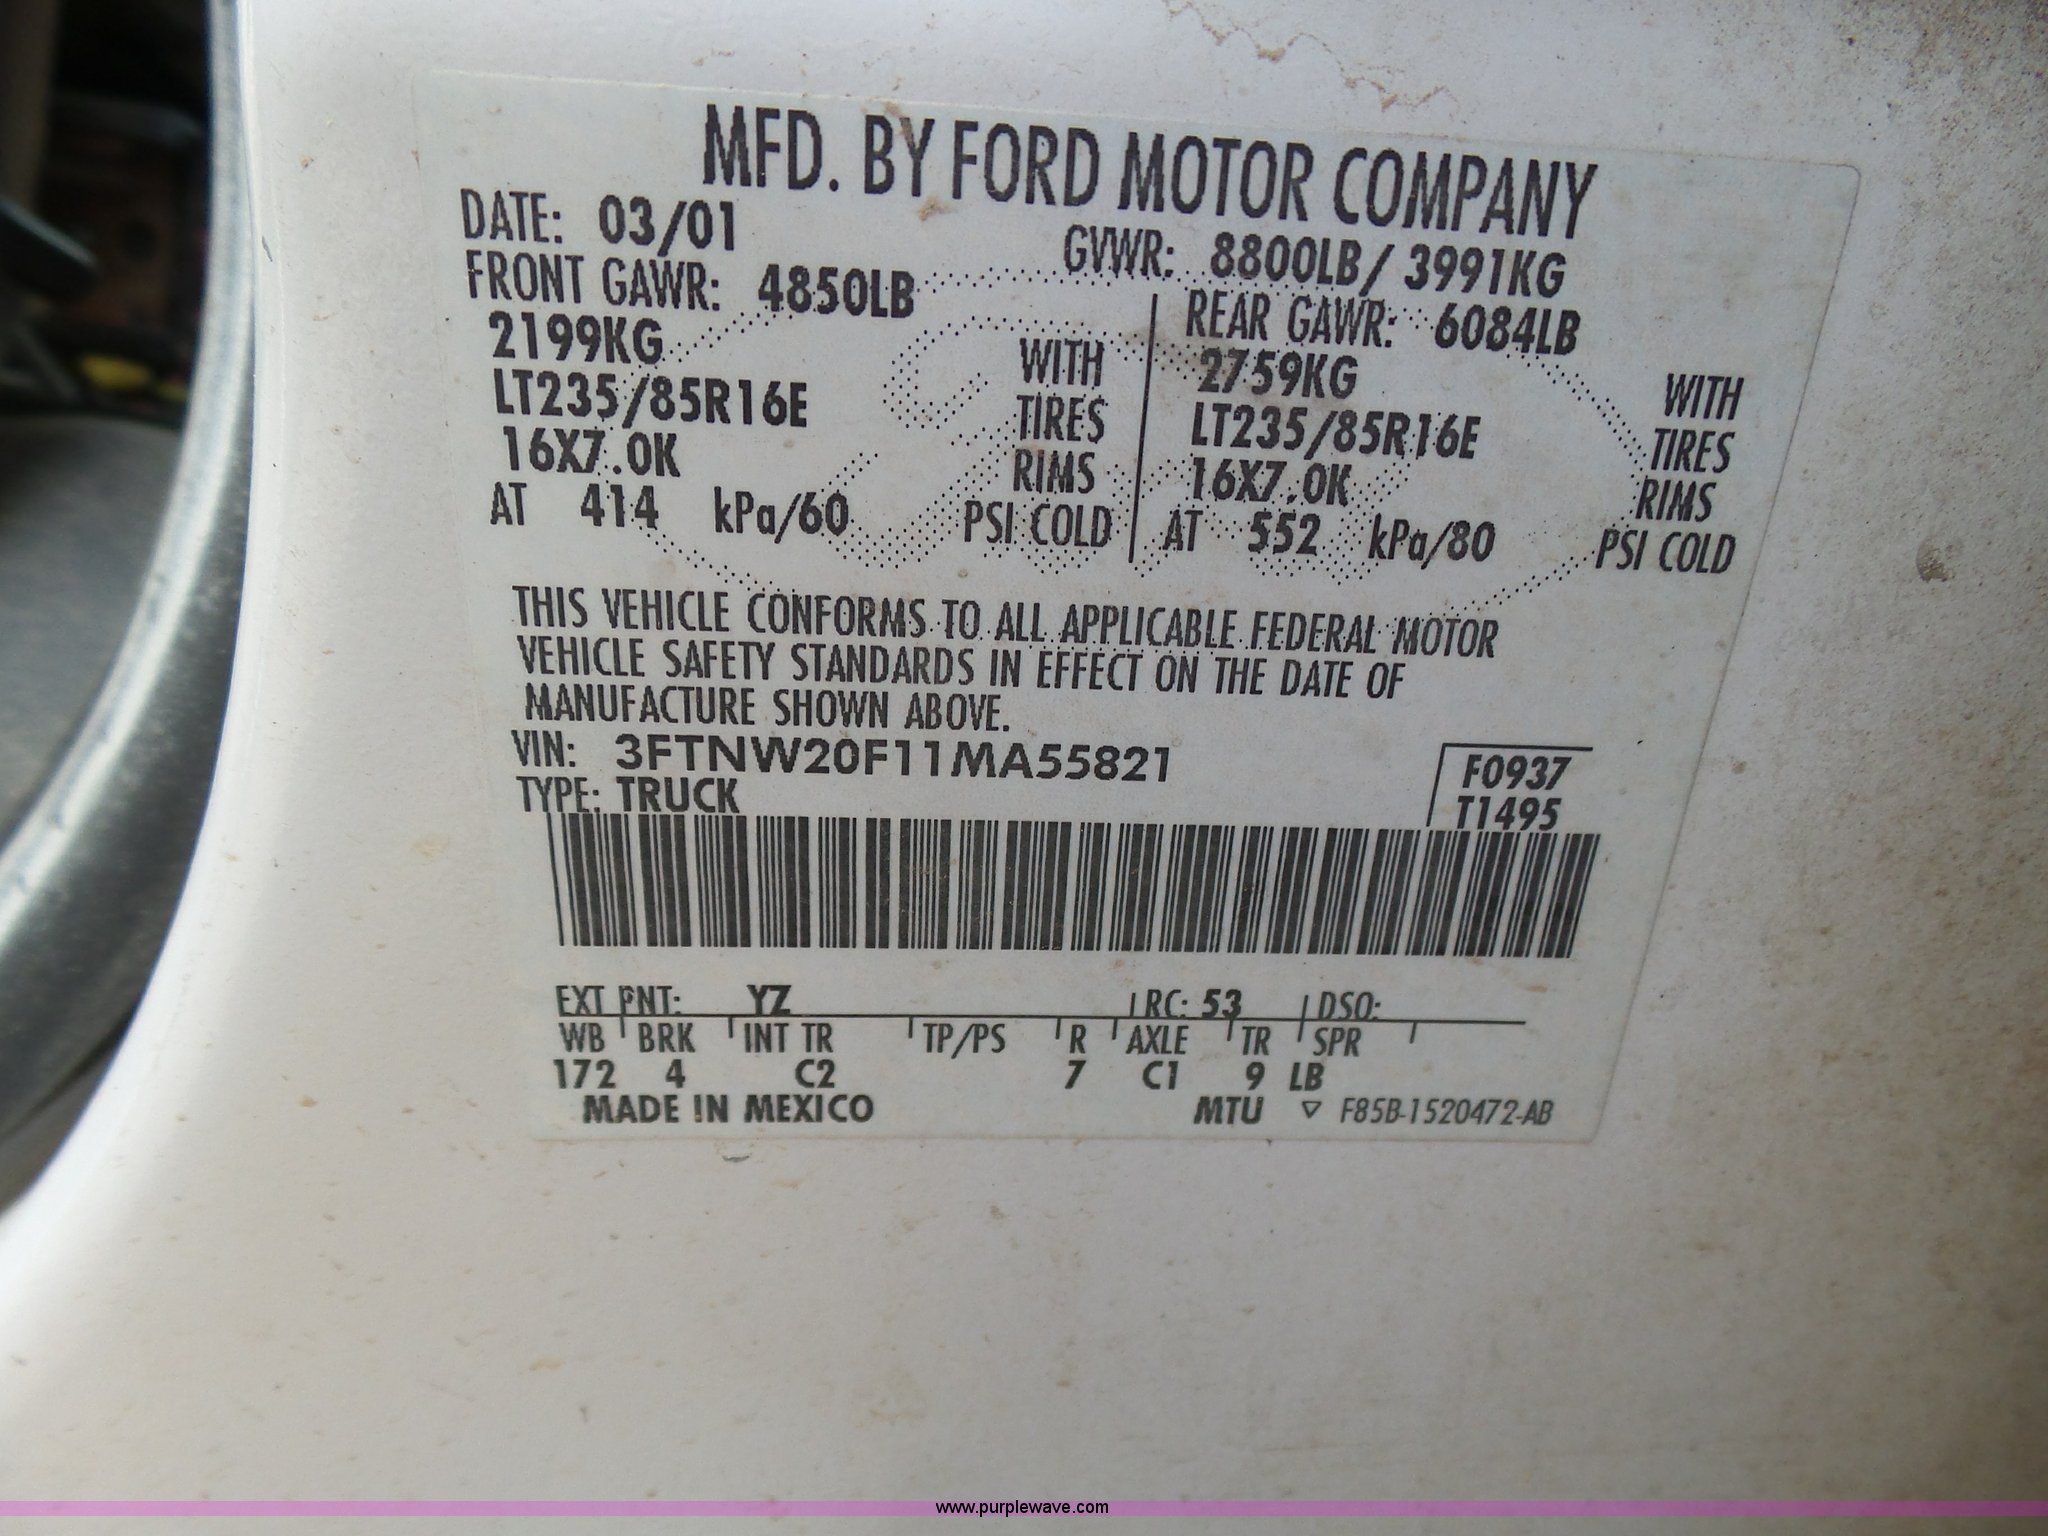 MFD. BY FORD MOTOR COMPANY
DATE: 03/01 GVWR: 8800LB/ 3991KG
FRONT GAWR: 4850LB REAR GAWR: 6084LB
2199KG WITH 2759KG WITH
LT235/85R16E TIRES LT235/85R16E TIRES
16X7.0K RIMS 16X7.0K RIMS
AT 414 kPa/60 PSI COLD AT 552 kPa/80 PSI COLD
THIS VEHICLE CONFORMS TO ALL APPLICABLE FEDERAL MOTOR
VEHICLE SAFETY STANDARDS IN EFFECT ON THE DATE OF
MANUFACTURE SHOWN ABOVE.
VIN: 3FTNW20F11MA55821 F0937
TYPE: TRUCK T1495
EXT PNT: YZ RC: 53 DSO:
WB BRK INT TR TP/PS R AXLE TR SPR
172 4 C2 7 C1 9 LB
MADE IN MEXICO MTU ▽ F85B-1520472-AB
www.purplewave.com